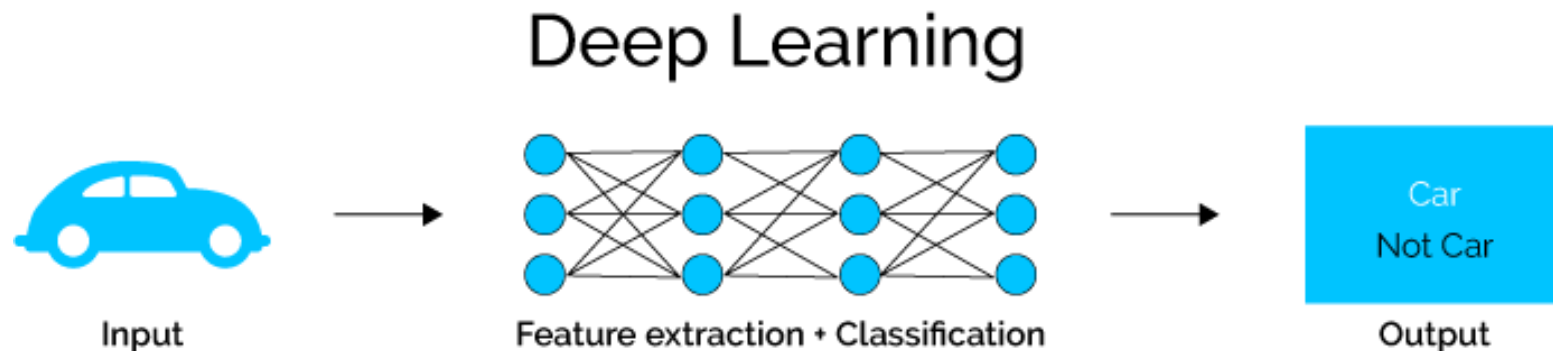 Deep Learning
Car
Not Car
Input
Feature extraction + Classification
Output